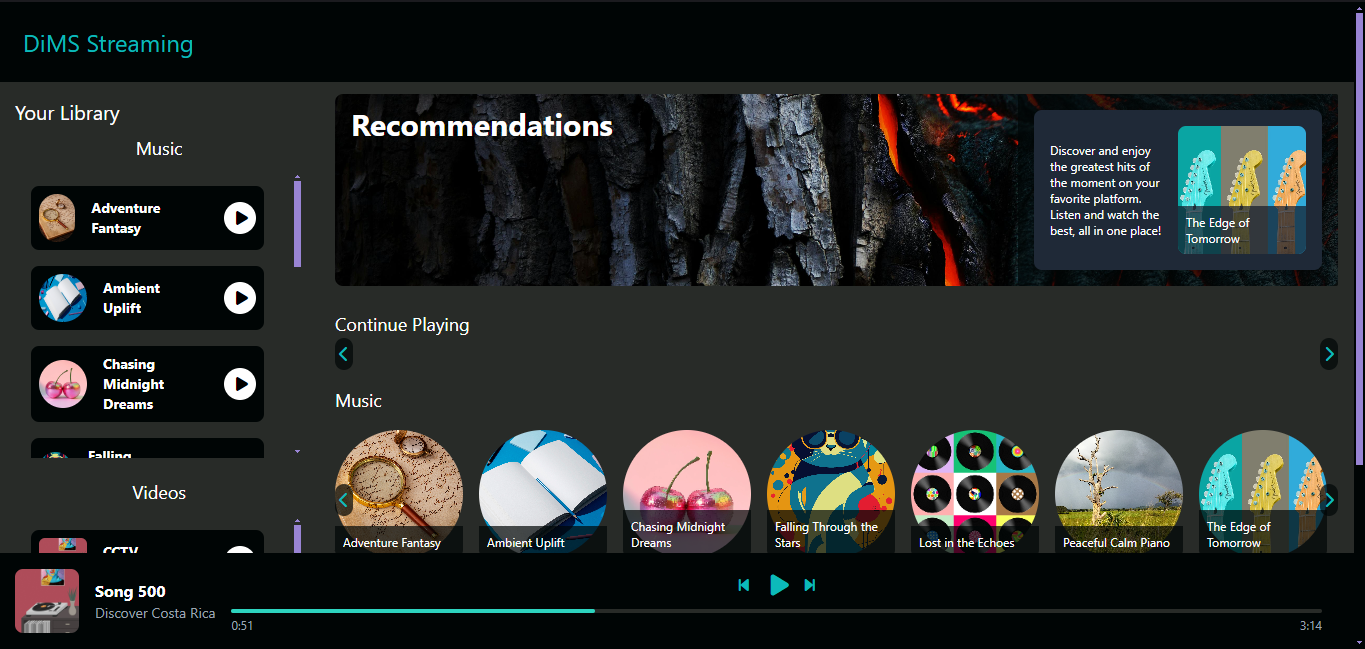 DiMS Streaming
Your Library
Music
Adventure
Fantasy
Ambient
Uplift
Chasing
Midnight
Dreams
Falling
Videos
CCTV
Recommendations
Discover and enjoy
the greatest hits of
the moment on your
favorite platform.
Listen and watch the
best, all in one place!
The Edge of
Tomorrow
Continue Playing
Music
Adventure Fantasy
Ambient Uplift
Chasing Midnight
Dreams
Falling Through the
Stars
Lost in the Echoes
Peaceful Calm Piano
The Edge of
Tomorrow
Song 500
Discover Costa Rica
0:51
3:14